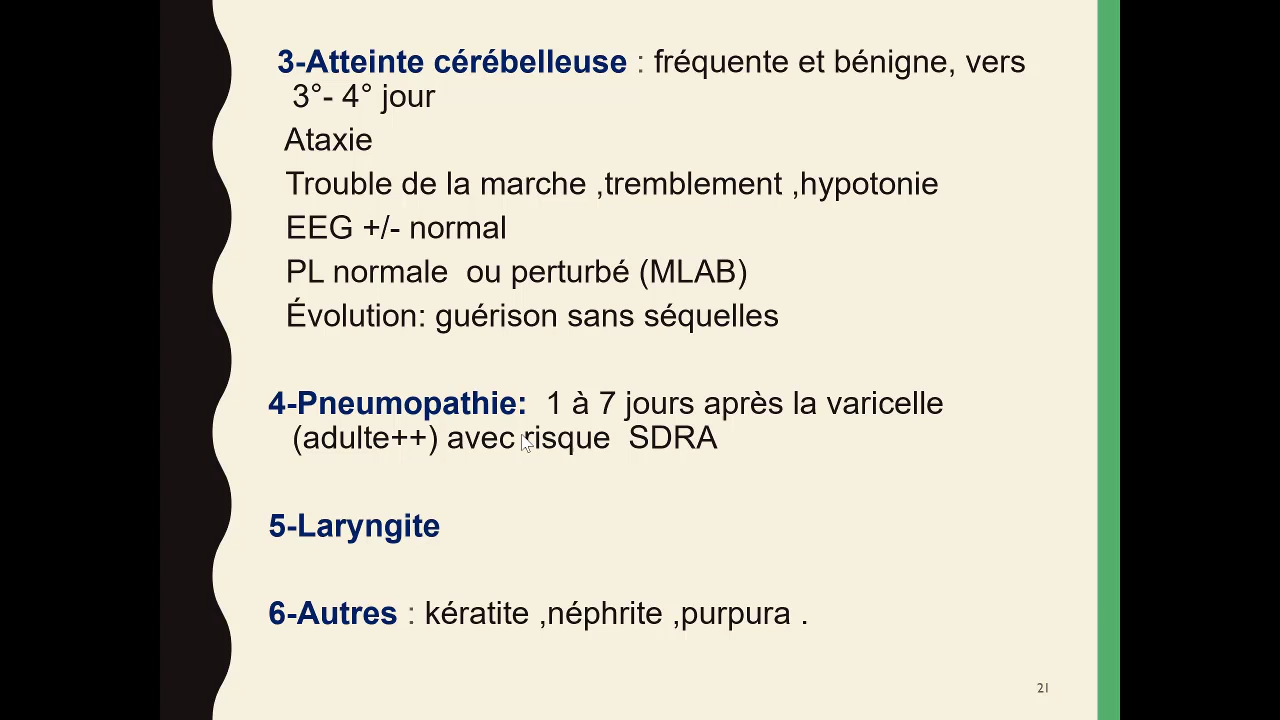 3-Atteinte cérébelleuse : fréquente et bénigne, vers
3°- 4° jour
Ataxie
Trouble de la marche ,tremblement ,hypotonie
EEG +/- normal
PL normale  ou perturbé (MLAB)
Évolution: guérison sans séquelles
4-Pneumopathie:  1 à 7 jours après la varicelle
(adulte++) avec risque  SDRA
5-Laryngite
6-Autres : kératite ,néphrite ,purpura .
21